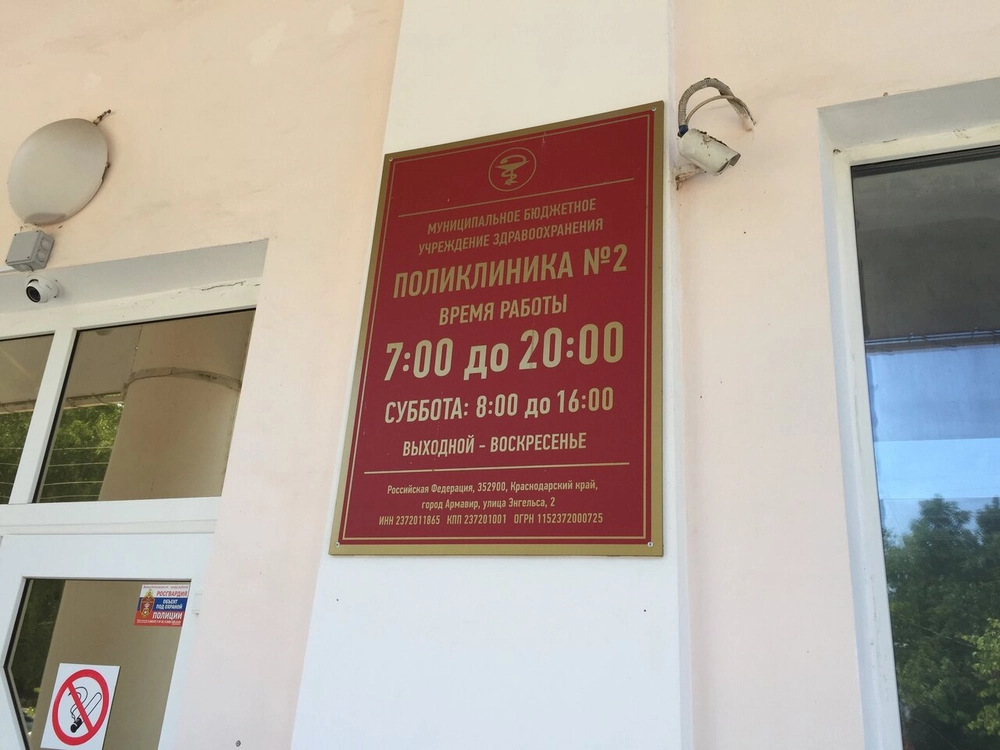 МУНИЦИПАЛЬНОЕ БЮДЖЕТНОЕ
УЧРЕЖДЕНИЕ ЗДРАВООХРАНЕНИЯ
ПОЛИКЛИНИКА №2
ВРЕМЯ РАБОТЫ
7:00 до 20:00
СУББОТА: 8:00 до 16:00
ВЫХОДНОЙ - ВОСКРЕСЕНЬЕ
Российская Федерация, 352900, Краснодарский край,
город Армавир, улица Энгельса, 2
ИНН 2372011865 КПП 237201001 ОГРН 1152372000725
РОСГВАРДИЯ
ОБЪЕКТ
ПОД ОХРАНОЙ
ПОЛИЦИИ